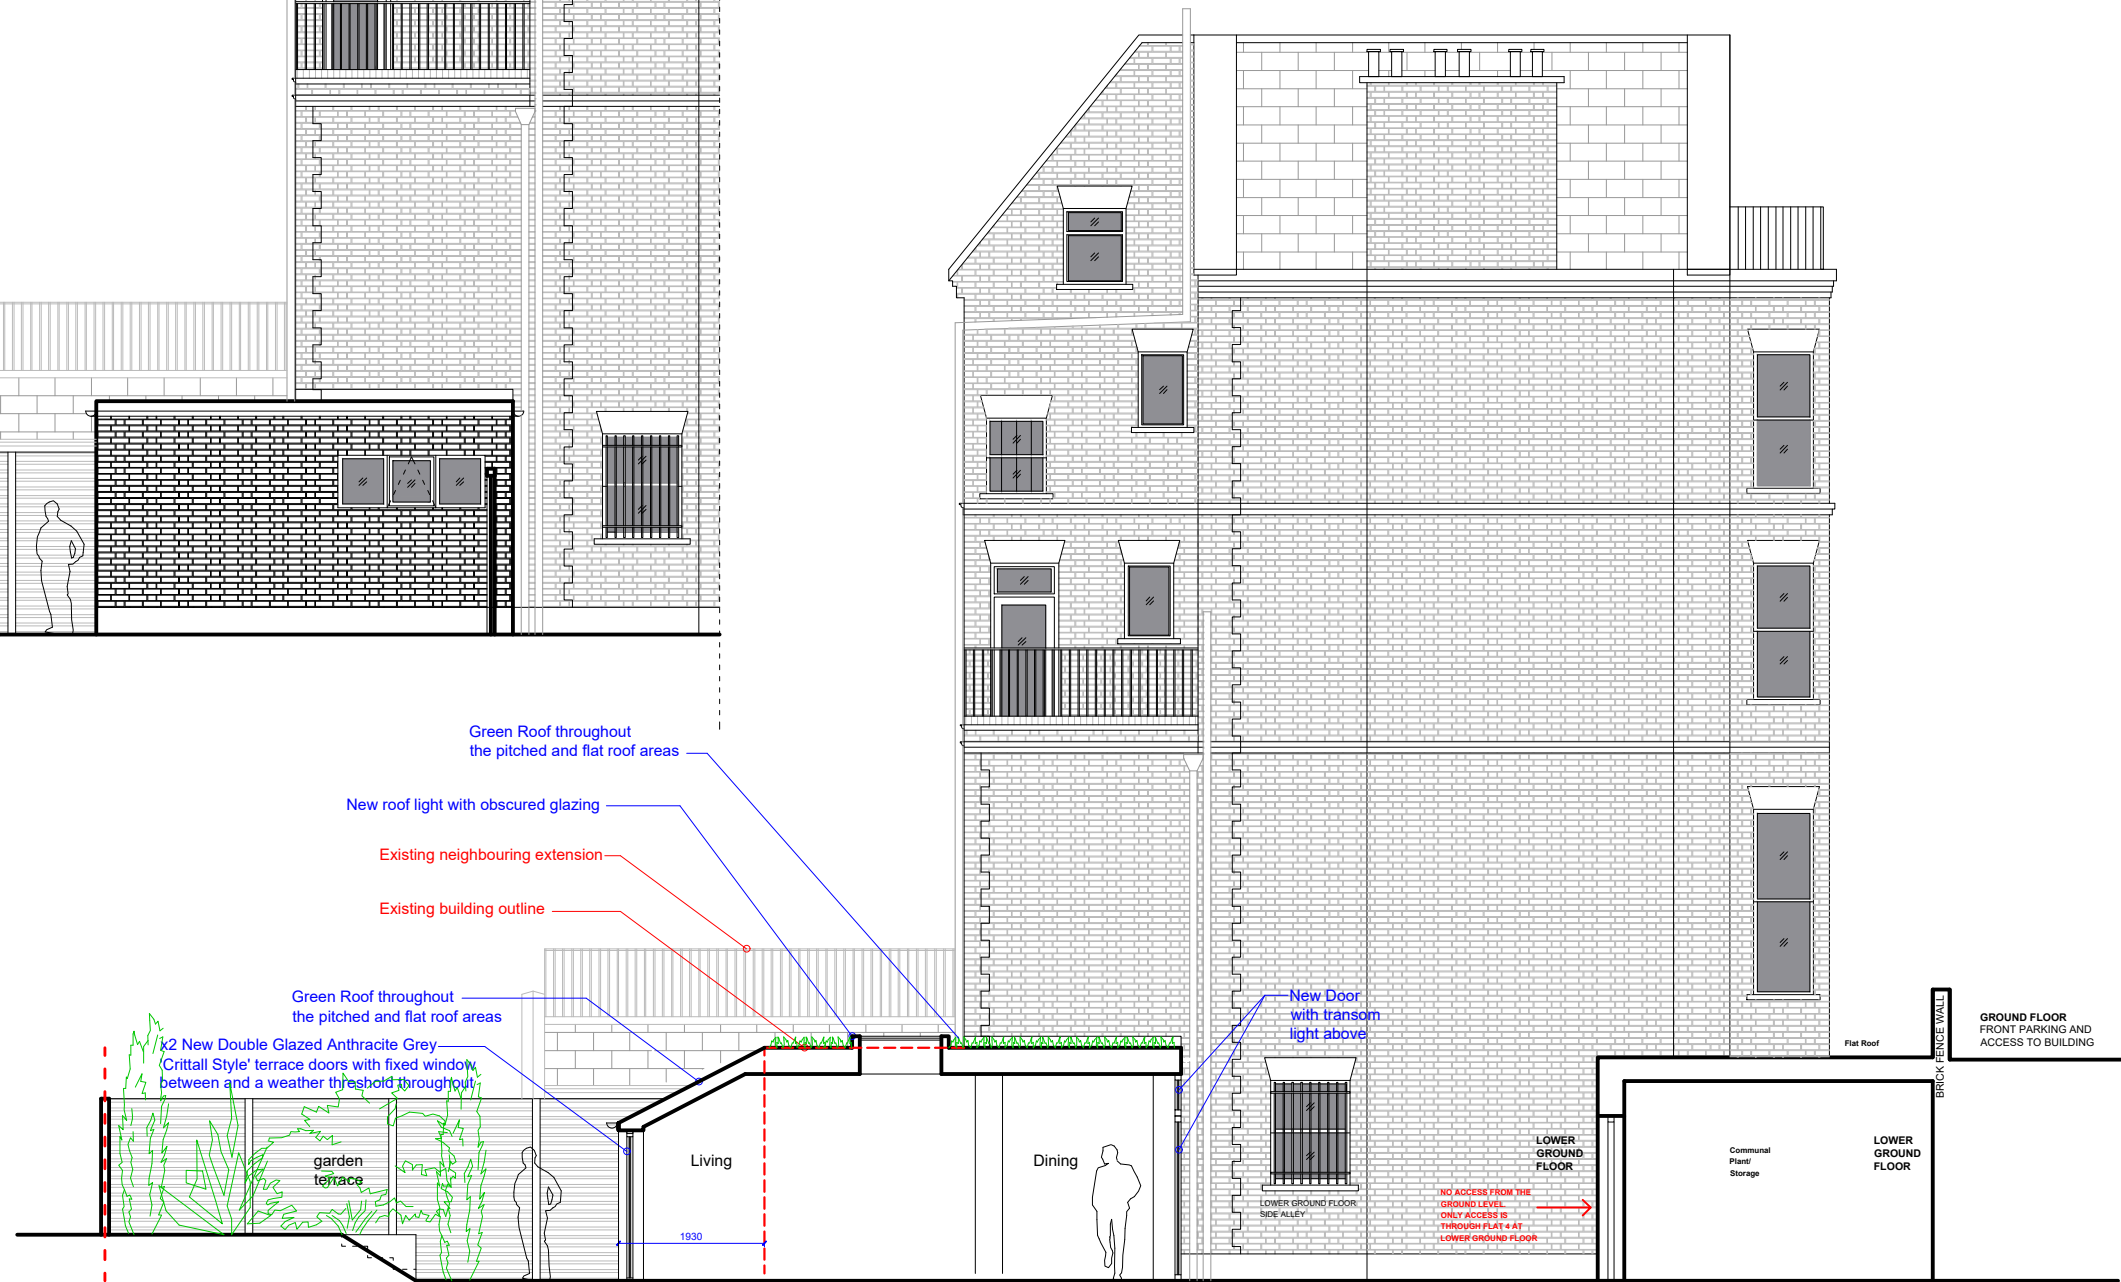 Green Roof throughout
the pitched and flat roof areas
New roof light with obscured glazing
Existing neighbouring extension
Existing building outline
Green Roof throughout
the pitched and flat roof areas
x2 New Double Glazed Anthracite Grey
'Crittall Style' terrace doors with fixed window
between and a weather threshold throughout
garden
terrace
Living
1930
Dining
New Door
with transom
light above
LOWER GROUND FLOOR
SIDE ALLEY
NO ACCESS FROM THE
GROUND LEVEL.
ONLY ACCESS IS
THROUGH FLAT 4 AT
LOWER GROUND FLOOR
LOWER
GROUND
FLOOR
Communal
Plant/
Storage
LOWER
GROUND
FLOOR
Flat Roof
BRICK FENCE WALL
GROUND FLOOR
FRONT PARKING AND
ACCESS TO BUILDING